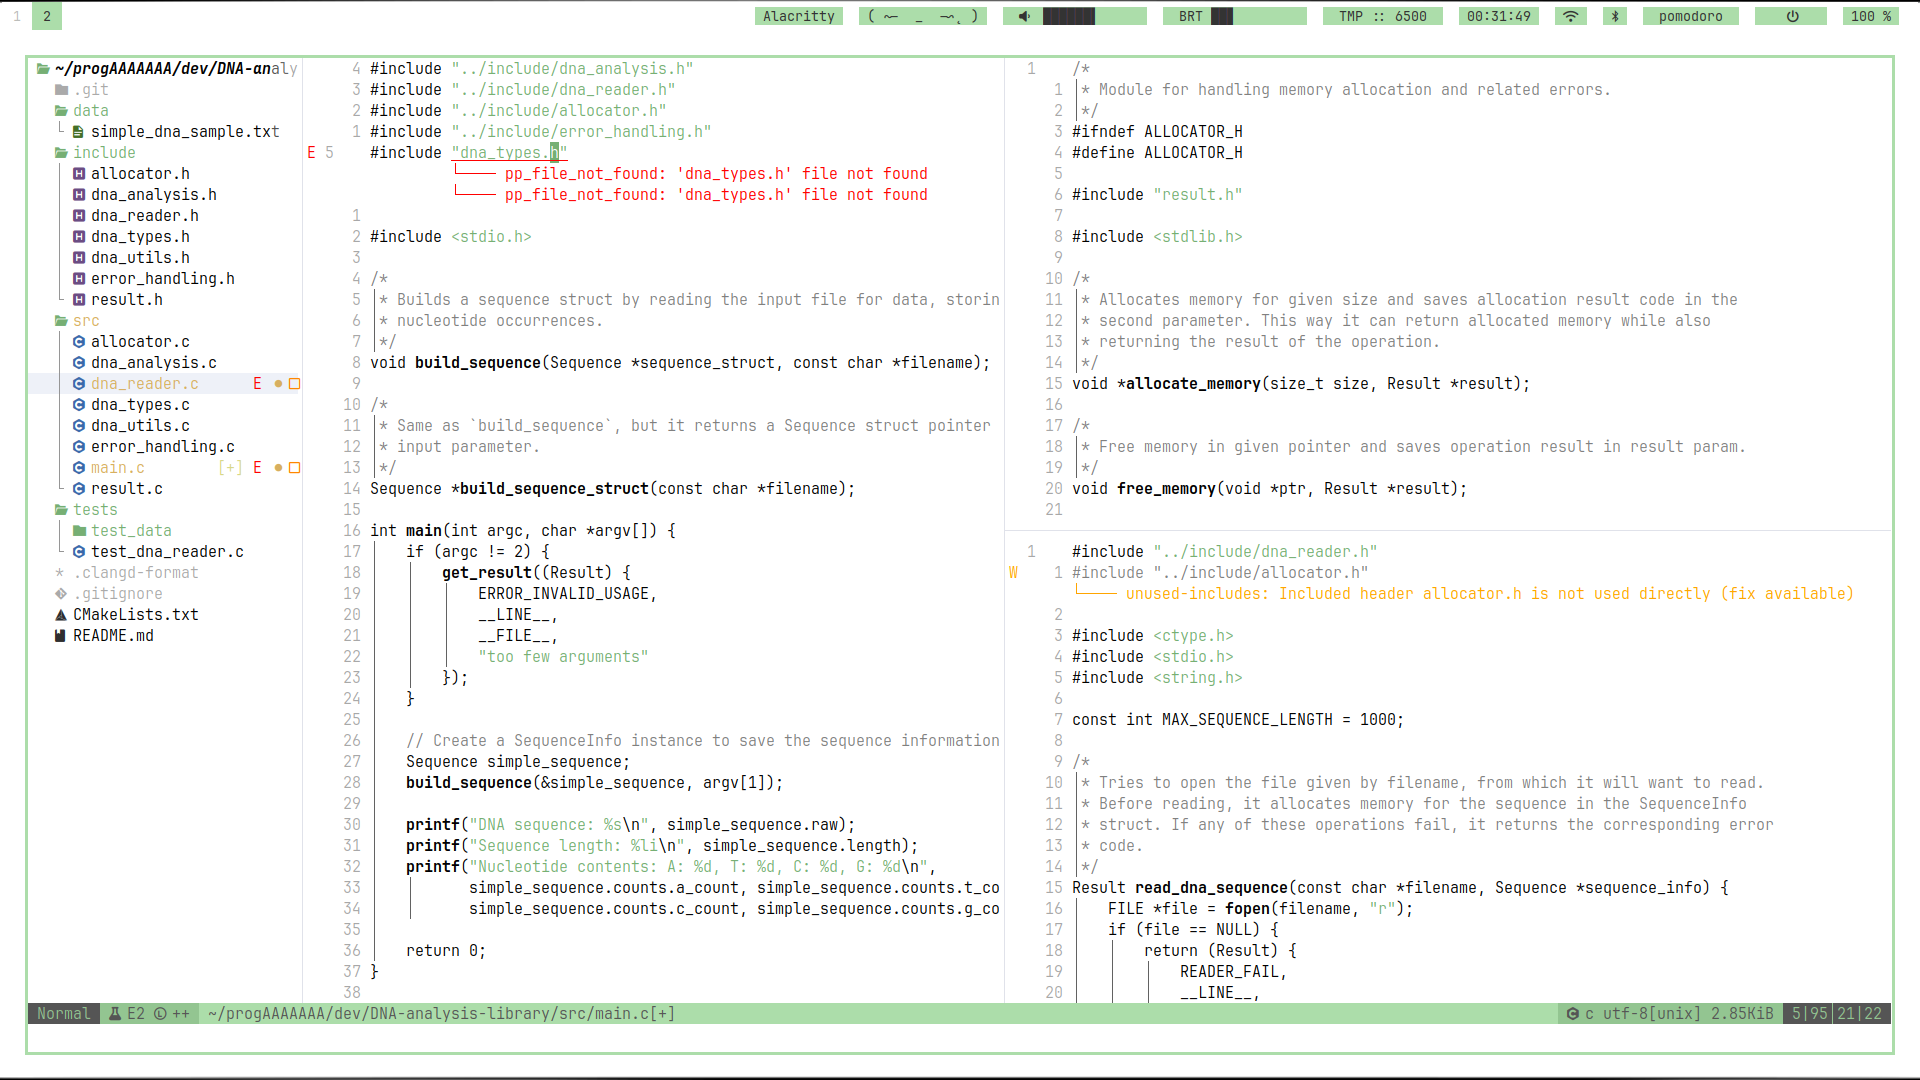 1 2 Alacritty ( ~– _ –~. ) BRT TMP :: 6500 00:31:49 pomodoro 100 %
~/progAAAAAAA/dev/DNA-analy
.git
data
simple_dna_sample.txt
include
allocator.h
dna_analysis.h
dna_reader.h
dna_types.h
dna_utils.h
error_handling.h
result.h
src
allocator.c
dna_analysis.c
dna_reader.c E
dna_types.c
dna_utils.c
error_handling.c
main.c [+] E
result.c
tests
test_data
test_dna_reader.c
* .clangd-format
.gitignore
CMakeLists.txt
README.md
4 #include "../include/dna_analysis.h"
3 #include "../include/dna_reader.h"
2 #include "../include/allocator.h"
1 #include "../include/error_handling.h"
E 5 #include "dna_types.h"
pp_file_not_found: 'dna_types.h' file not found
pp_file_not_found: 'dna_types.h' file not found
1
2 #include <stdio.h>
3
4 /*
5 * Builds a sequence struct by reading the input file for data, storin
6 * nucleotide occurrences.
7 */
8 void build_sequence(Sequence *sequence_struct, const char *filename);
9
10 /*
11 * Same as `build_sequence`, but it returns a Sequence struct pointer
12 * input parameter.
13 */
14 Sequence *build_sequence_struct(const char *filename);
15
16 int main(int argc, char *argv[]) {
17 if (argc != 2) {
18 get_result((Result) {
19 ERROR_INVALID_USAGE,
20 __LINE__,
21 __FILE__,
22 "too few arguments"
23 });
24 }
25
26 // Create a SequenceInfo instance to save the sequence information
27 Sequence simple_sequence;
28 build_sequence(&simple_sequence, argv[1]);
29
30 printf("DNA sequence: %s\n", simple_sequence.raw);
31 printf("Sequence length: %li\n", simple_sequence.length);
32 printf("Nucleotide contents: A: %d, T: %d, C: %d, G: %d\n",
33 simple_sequence.counts.a_count, simple_sequence.counts.t_co
34 simple_sequence.counts.c_count, simple_sequence.counts.g_co
35
36 return 0;
37 }
38
1 /*
1 * Module for handling memory allocation and related errors.
2 */
3 #ifndef ALLOCATOR_H
4 #define ALLOCATOR_H
5
6 #include "result.h"
7
8 #include <stdlib.h>
9
10 /*
11 * Allocates memory for given size and saves allocation result code in the
12 * second parameter. This way it can return allocated memory while also
13 * returning the result of the operation.
14 */
15 void *allocate_memory(size_t size, Result *result);
16
17 /*
18 * Free memory in given pointer and saves operation result in result param.
19 */
20 void free_memory(void *ptr, Result *result);
21
1 #include "../include/dna_reader.h"
W 1 #include "../include/allocator.h"
unused-includes: Included header allocator.h is not used directly (fix available)
2
3 #include <ctype.h>
4 #include <stdio.h>
5 #include <string.h>
6
7 const int MAX_SEQUENCE_LENGTH = 1000;
8
9 /*
10 * Tries to open the file given by filename, from which it will want to read.
11 * Before reading, it allocates memory for the sequence in the SequenceInfo
12 * struct. If any of these operations fail, it returns the corresponding error
13 * code.
14 */
15 Result read_dna_sequence(const char *filename, Sequence *sequence_info) {
16 FILE *file = fopen(filename, "r");
17 if (file == NULL) {
18 return (Result) {
19 READER_FAIL,
20 __LINE__,
Normal E2 Ⓛ ++ ~/progAAAAAAA/dev/DNA-analysis-library/src/main.c[+] c utf-8[unix] 2.85KiB 5|95 21|22